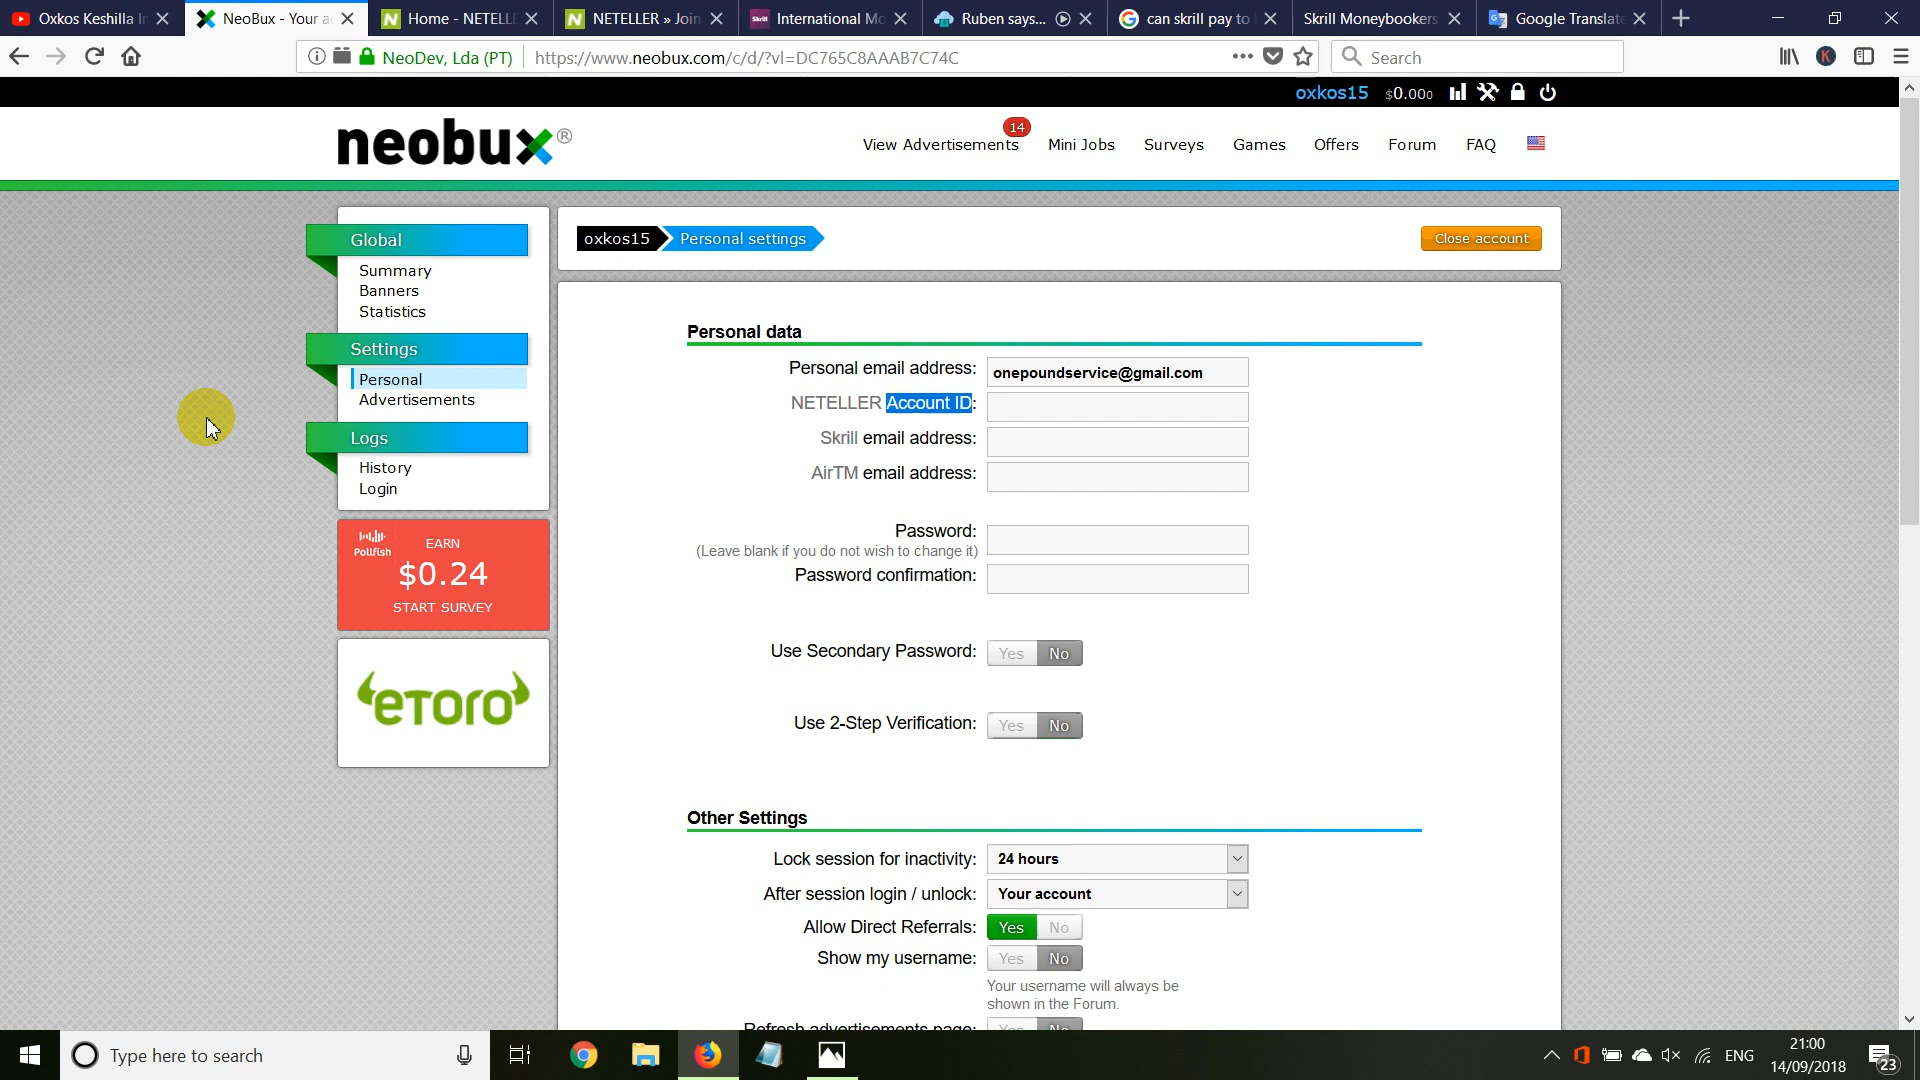 Oxkos Keshilla In
NeoBux - Your a
Home - NETELL
NETELLER » Join
Skrill International Mo
Ruben says...
can skrill pay to
Skrill Moneybookers
Google Translate
NeoDev, Lda (PT)
https://www.neobux.com/c/d/?vl=DC765C8AAAB7C74C
Search
K
oxkos15 $0.000
neobux®
View Advertisements 14 Mini Jobs Surveys Games Offers Forum FAQ
Global
Summary
Banners
Statistics
Settings
Personal
Advertisements
Logs
History
Login
Pollfish
EARN
$0.24
START SURVEY
eToro
oxkos15 Personal settings
Close account
Personal data
Personal email address: onepoundservice@gmail.com
NETELLER Account ID:
Skrill email address:
AirTM email address:
Password:
(Leave blank if you do not wish to change it)
Password confirmation:
Use Secondary Password: Yes No
Use 2-Step Verification: Yes No
Other Settings
Lock session for inactivity: 24 hours
After session login / unlock: Your account
Allow Direct Referrals: Yes No
Show my username: Yes No
Your username will always be
shown in the Forum.
Refresh advertisements page: Yes No
Type here to search
ENG
21:00
14/09/2018
23